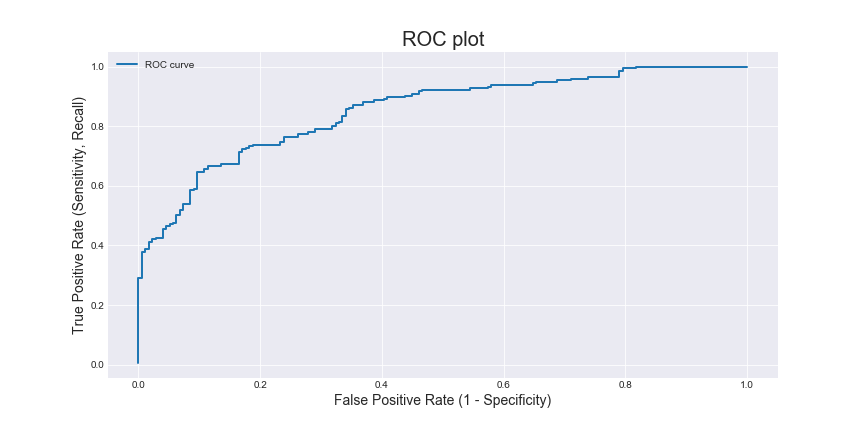 ROC plot
ROC curve
True Positive Rate (Sensitivity, Recall)
1.0
0.8
0.6
0.4
0.2
0.0
0.0 0.2 0.4 0.6 0.8 1.0
False Positive Rate (1 - Specificity)